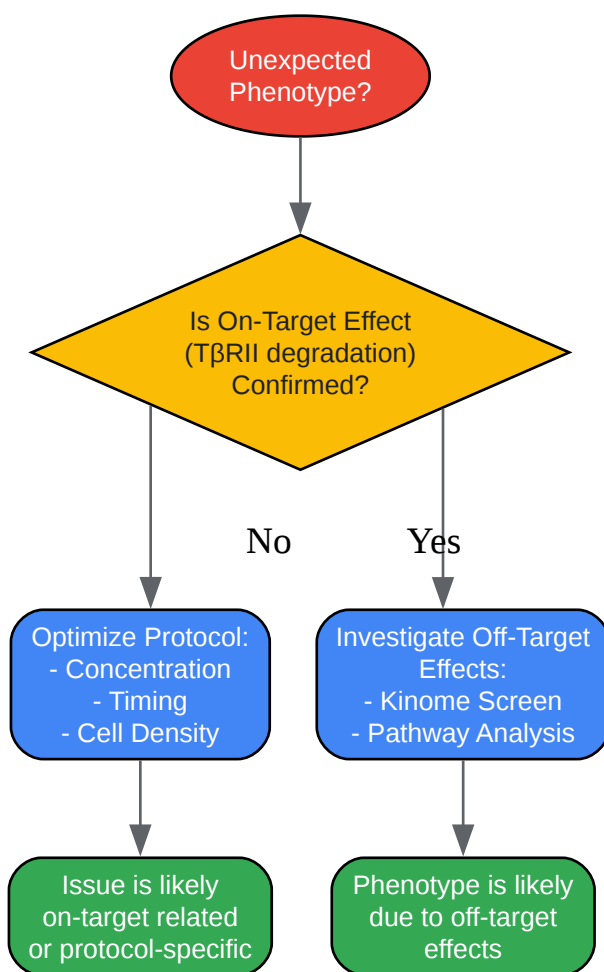 Unexpected
Phenotype?
Is On-Target Effect
(TβRII degradation)
Confirmed?
No
Yes
Optimize Protocol:
- Concentration
- Timing
- Cell Density
Investigate Off-Target
Effects:
- Kinome Screen
- Pathway Analysis
Issue is likely
on-target related
or protocol-specific
Phenotype is likely
due to off-target
effects